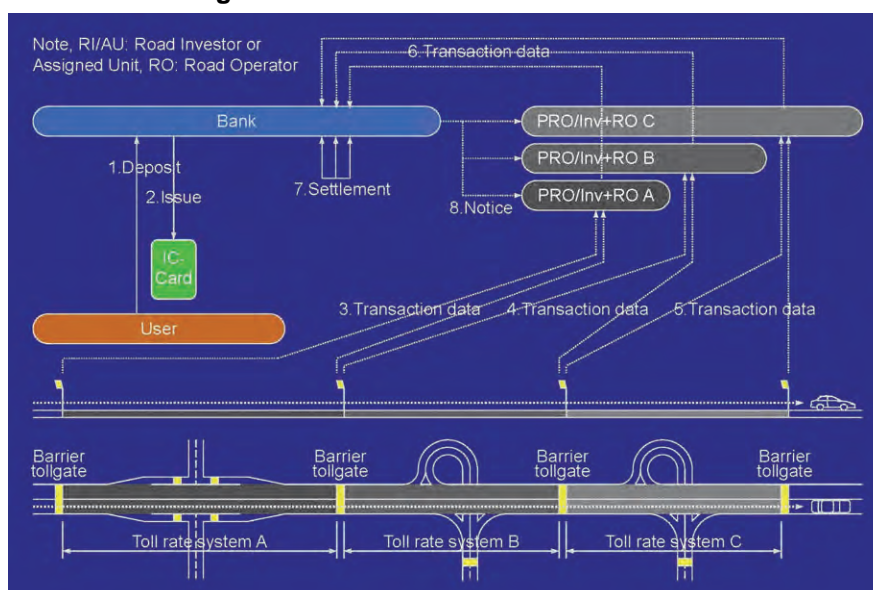 Note, RI/AU: Road Investor or
Assigned Unit, RO: Road Operator
6.Transaction data
Bank
PRO/Inv+RO C
PRO/Inv+RO B
PRO/Inv+RO A
1.Deposit
2.Issue
7.Settlement
8.Notice
IC-
Card
User
3.Transaction data
4.Transaction data
5.Transaction data
Barrier
tollgate
Barrier
tollgate
Barrier
tollgate
Barrier
tollgate
Toll rate system A
Toll rate system B
Toll rate system C